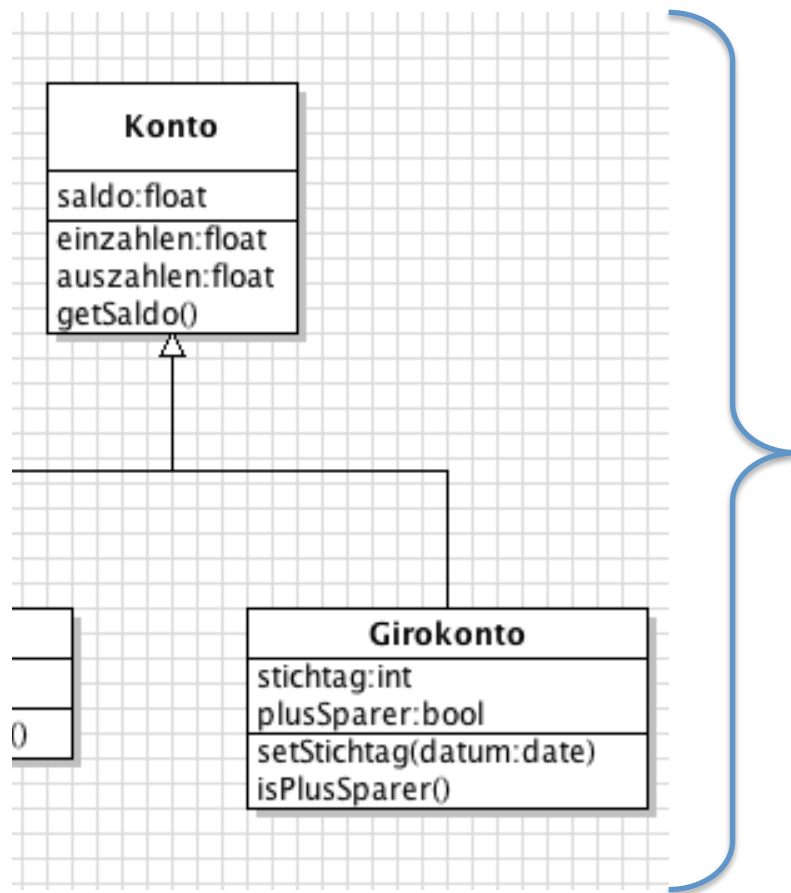 Konto
saldo:float
einzahlen:float
auszahlen:float
getSaldo()
()
Girokonto
stichtag:int
plusSparer:bool
setStichtag(datum:date)
isPlusSparer()